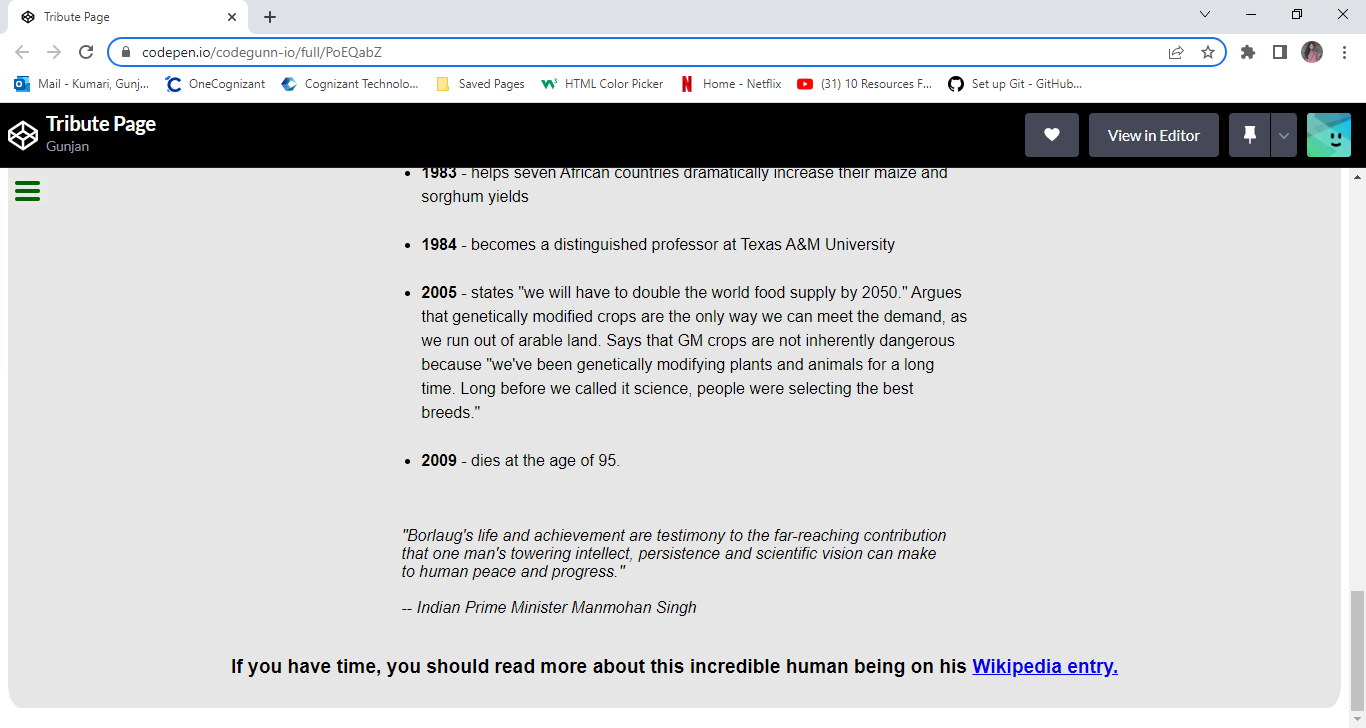 Tribute Page
codepen.io/codegunn-io/full/PoEQabZ
Mail - Kumari, Gunj... OneCognizant Cognizant Technolo... Saved Pages HTML Color Picker Home - Netflix (31) 10 Resources F... Set up Git - GitHub...
Tribute Page
Gunjan
View in Editor
1983 - helps seven African countries dramatically increase their maize and
sorghum yields
1984 - becomes a distinguished professor at Texas A&M University
2005 - states "we will have to double the world food supply by 2050." Argues
that genetically modified crops are the only way we can meet the demand, as
we run out of arable land. Says that GM crops are not inherently dangerous
because "we've been genetically modifying plants and animals for a long
time. Long before we called it science, people were selecting the best
breeds."
2009 - dies at the age of 95.
"Borlaug's life and achievement are testimony to the far-reaching contribution
that one man's towering intellect, persistence and scientific vision can make
to human peace and progress."
-- Indian Prime Minister Manmohan Singh
If you have time, you should read more about this incredible human being on his Wikipedia entry.